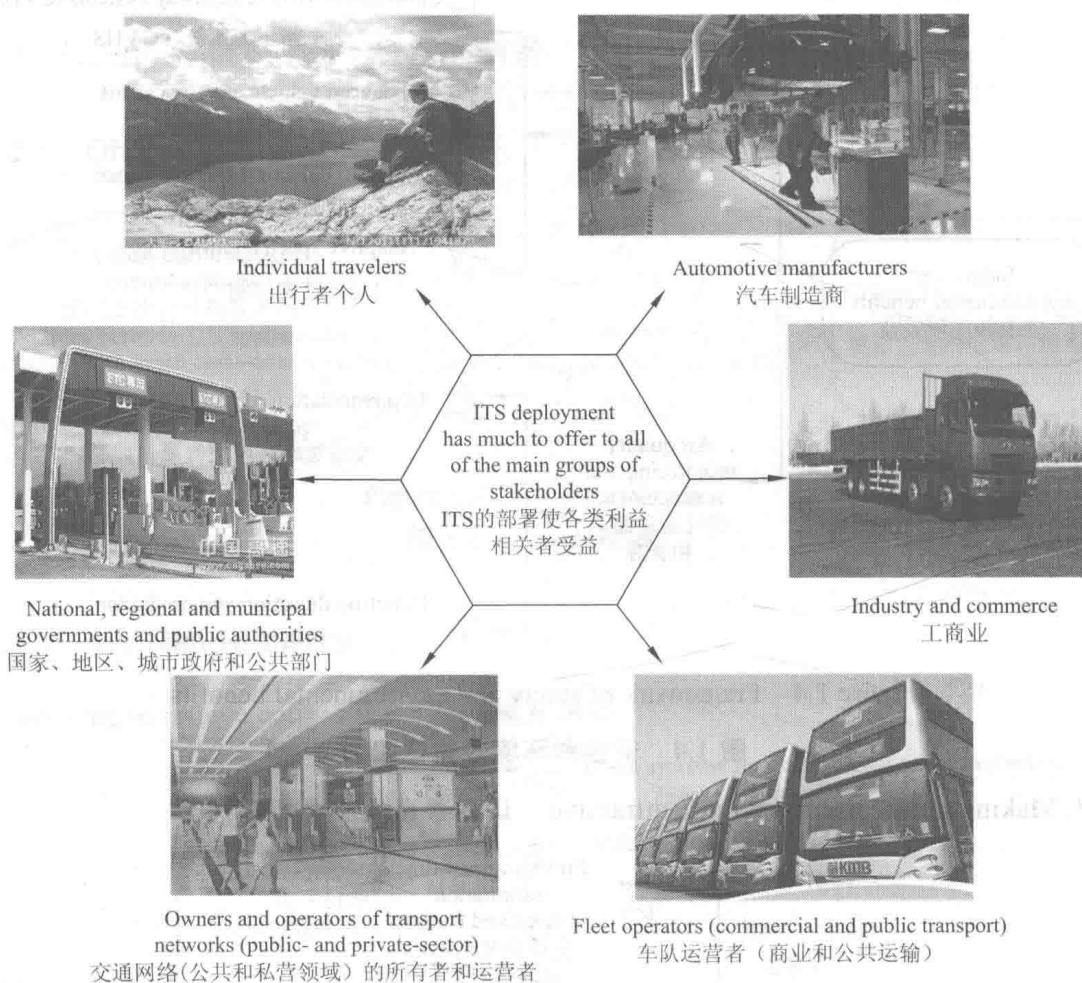 Individual travelers
出行者个人
Automotive manufacturers
汽车制造商
ITS deployment
has much to offer to all
of the main groups of
stakeholders
ITS的部署使各类利益
相关者受益
National, regional and municipal
governments and public authorities
国家、地区、城市政府和公共部门
Industry and commerce
工商业
KMB
Owners and operators of transport
networks (public- and private-sector)
交通网络(公共和私营领域）的所有者和运营者
Fleet operators (commercial and public transport)
车队运营者（商业和公共运输）